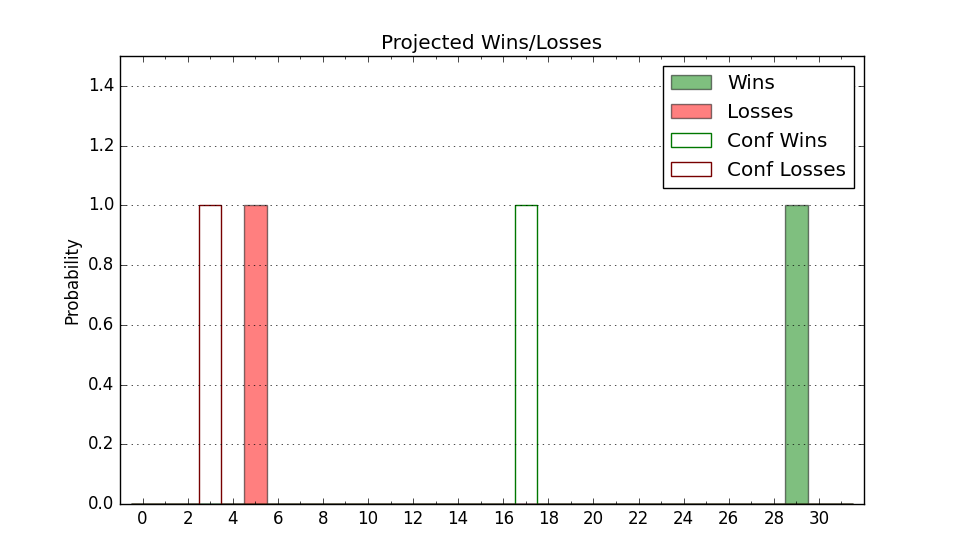 Projected Wins/Losses
1.4
1.2
1.0
0.8
0.6
0.4
0.2
0.0
Probability
Wins
Losses
Conf Wins
Conf Losses
0 2 4 6 8 10 12 14 16 18 20 22 24 26 28 30